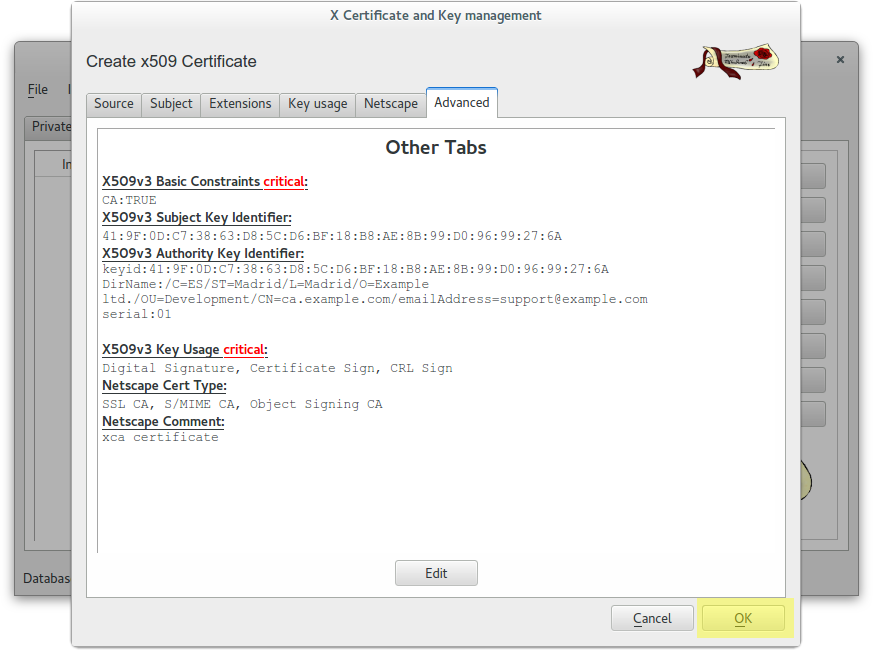 X Certificate and Key management
Create x509 Certificate
File
Private
In
Databas
Source Subject Extensions Key usage Netscape Advanced
Other Tabs
X509v3 Basic Constraints critical:
CA:TRUE
X509v3 Subject Key Identifier:
41:9F:0D:C7:38:63:D8:5C:D6:BF:18:B8:AE:8B:99:D0:96:99:27:6A
X509v3 Authority Key Identifier:
keyid:41:9F:0D:C7:38:63:D8:5C:D6:BF:18:B8:AE:8B:99:D0:96:99:27:6A
DirName:/C=ES/ST=Madrid/L=Madrid/O=Example
ltd./OU=Development/CN=ca.example.com/emailAddress=support@example.com
serial:01
X509v3 Key Usage critical:
Digital Signature, Certificate Sign, CRL Sign
Netscape Cert Type:
SSL CA, S/MIME CA, Object Signing CA
Netscape Comment:
xca certificate
Edit
Cancel OK